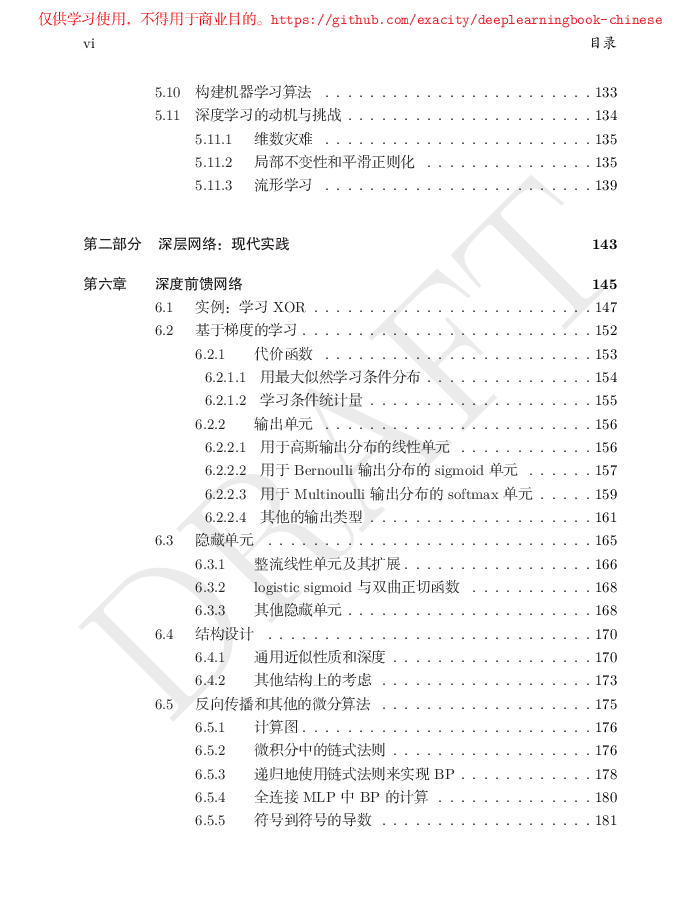 仅供学习使用，不得用于商业目的。https://github.com/exacity/deeplearningbook-chinese
vi 目录
5.10 构建机器学习算法 . . . . . . . . . . . . . . . . . . . . . . . . 133
5.11 深度学习的动机与挑战 . . . . . . . . . . . . . . . . . . . . . . 134
5.11.1 维数灾难 . . . . . . . . . . . . . . . . . . . . . . . . 135
5.11.2 局部不变性和平滑正则化 . . . . . . . . . . . . . . . 135
5.11.3 流形学习 . . . . . . . . . . . . . . . . . . . . . . . . 139
第二部分 深层网络：现代实践 143
第六章 深度前馈网络 145
6.1 实例：学习 XOR . . . . . . . . . . . . . . . . . . . . . . . . . 147
6.2 基于梯度的学习 . . . . . . . . . . . . . . . . . . . . . . . . . . 152
6.2.1 代价函数 . . . . . . . . . . . . . . . . . . . . . . . . 153
6.2.1.1 用最大似然学习条件分布 . . . . . . . . . . . . . . . 154
6.2.1.2 学习条件统计量 . . . . . . . . . . . . . . . . . . . . 155
6.2.2 输出单元 . . . . . . . . . . . . . . . . . . . . . . . . 156
6.2.2.1 用于高斯输出分布的线性单元 . . . . . . . . . . . . 156
6.2.2.2 用于 Bernoulli 输出分布的 sigmoid 单元 . . . . . . 157
6.2.2.3 用于 Multinoulli 输出分布的 softmax 单元 . . . . . 159
6.2.2.4 其他的输出类型 . . . . . . . . . . . . . . . . . . . . 161
6.3 隐藏单元 . . . . . . . . . . . . . . . . . . . . . . . . . . . . . 165
6.3.1 整流线性单元及其扩展 . . . . . . . . . . . . . . . . . 166
6.3.2 logistic sigmoid 与双曲正切函数 . . . . . . . . . . . 168
6.3.3 其他隐藏单元 . . . . . . . . . . . . . . . . . . . . . . 168
6.4 结构设计 . . . . . . . . . . . . . . . . . . . . . . . . . . . . . 170
6.4.1 通用近似性质和深度 . . . . . . . . . . . . . . . . . . 170
6.4.2 其他结构上的考虑 . . . . . . . . . . . . . . . . . . . 173
6.5 反向传播和其他的微分算法 . . . . . . . . . . . . . . . . . . . 175
6.5.1 计算图 . . . . . . . . . . . . . . . . . . . . . . . . . . 176
6.5.2 微积分中的链式法则 . . . . . . . . . . . . . . . . . . 176
6.5.3 递归地使用链式法则来实现 BP . . . . . . . . . . . . 178
6.5.4 全连接 MLP 中 BP 的计算 . . . . . . . . . . . . . . 180
6.5.5 符号到符号的导数 . . . . . . . . . . . . . . . . . . . 181
DRAFT